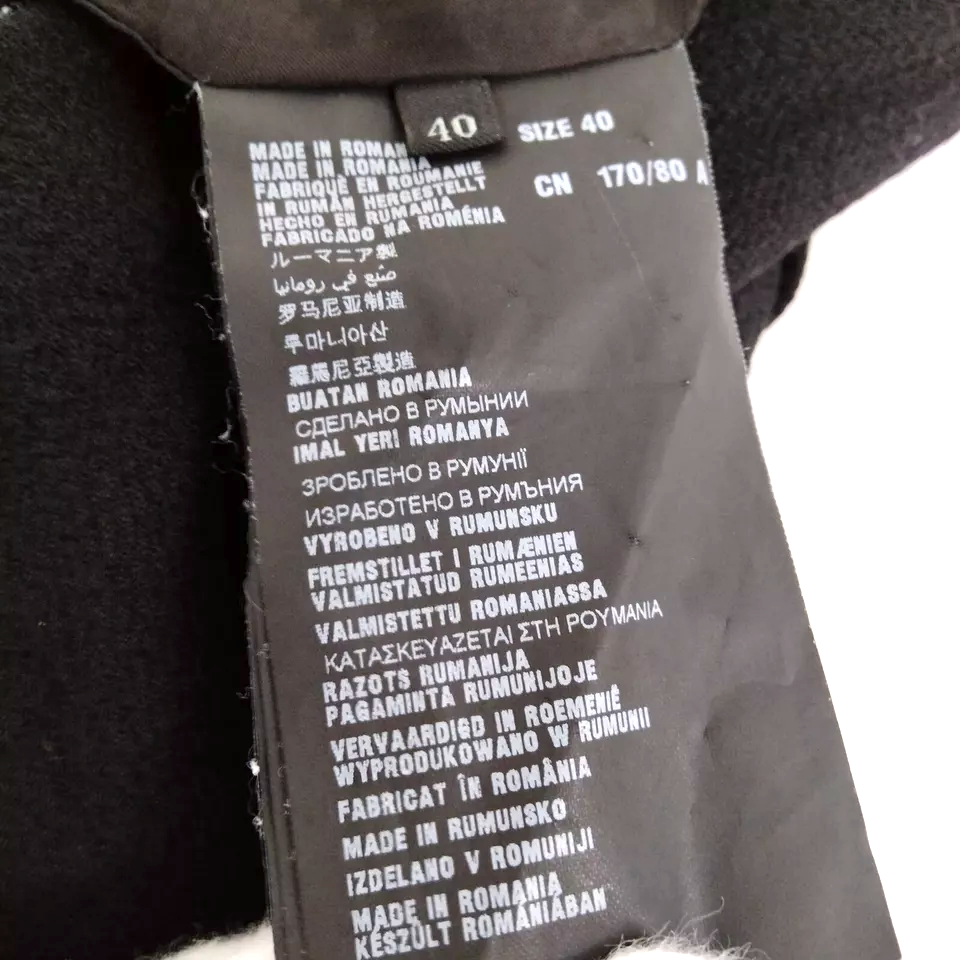 40
SIZE 40
CN 170/80 A
MADE IN
MADE IN ROMANIA
FABRIQUÉ EN ROUMANIE
IN RUMÄN HERGESTELLT
HECHO EN RUMANIA
FABRICADO NA ROMÉNIA
ルーマニア製
صنع في رومانيا
罗马尼亚制造
루마니아산
羅馬尼亞製造
BUATAN ROMANIA
СДЕЛАНО В РУМЫНИИ
IMAL YERI ROMANYA
ЗРОБЛЕНО В РУМУНІЇ
ИЗРАБОТЕНО В РУМЪНИЯ
VYROBENO V RUMUNSKU
FREMSTILLET I RUMÆNIEN
VALMISTATUD RUMEENIAS
VALMISTETTU ROMANIASSA
ΚΑΤΑΣΚΕΥΑΖΕΤΑΙ ΣΤΗ ΡΟΥΜΑΝΙΑ
RAZOTS RUMANIJA
PAGAMINTA RUMUNIJOJE
VERVAARDIGD IN ROEMENIÉ
WYPRODUKOWANO W RUMUNII
FABRICAT ÎN ROMÂNIA
MADE IN RUMUNSKO
IZDELANO V ROMUNIJI
MADE IN ROMANIA
KÉSZÜLT ROMÁNIÁBAN